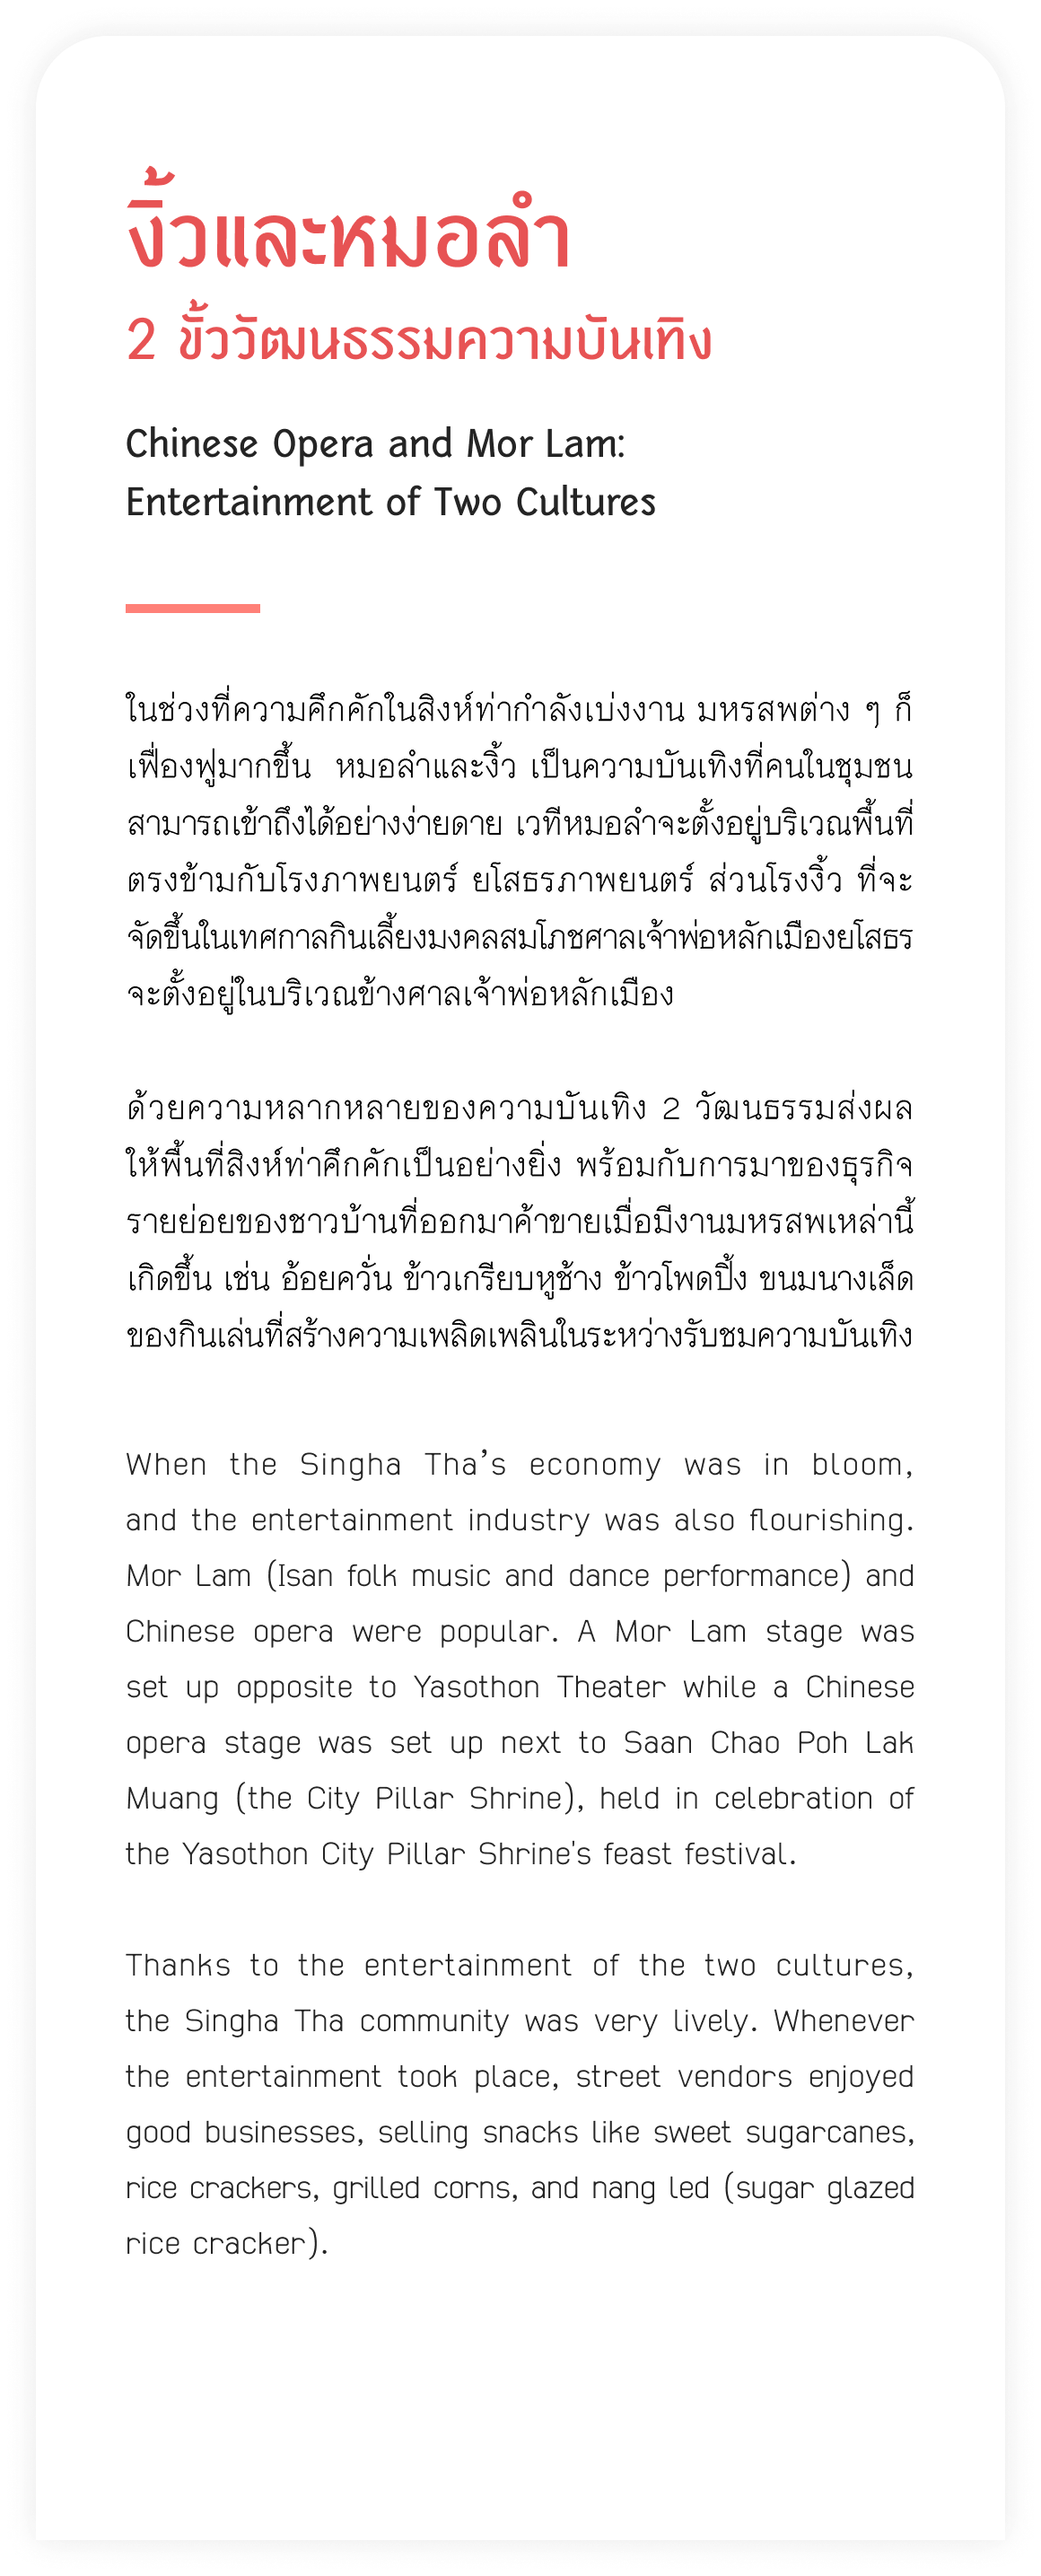 งิ้วและหมอลำ
2 ขั้ววัฒนธรรมความบันเทิง
Chinese Opera and Mor Lam:
Entertainment of Two Cultures
ในช่วงที่ความคึกคักในสิงห์ท่ากำลังเบ่งงาน มหรสพต่าง ๆ ก็
เฟื่องฟูมากขึ้น หมอลำและงิ้ว เป็นความบันเทิงที่คนในชุมชน
สามารถเข้าถึงได้อย่างง่ายดาย เวทีหมอลำจะตั้งอยู่บริเวณพื้นที่
ตรงข้ามกับโรงภาพยนตร์ ยโสธรภาพยนตร์ ส่วนโรงงิ้ว ที่จะ
จัดขึ้นในเทศกาลกินเลี้ยงมงคลสมโภชศาลเจ้าพ่อหลักเมืองยโสธร
จะตั้งอยู่ในบริเวณข้างศาลเจ้าพ่อหลักเมือง
ด้วยความหลากหลายของความบันเทิง 2 วัฒนธรรมส่งผล
ให้พื้นที่สิงห์ท่าคึกคักเป็นอย่างยิ่ง พร้อมกับการมาของธุรกิจ
รายย่อยของชาวบ้านที่ออกมาค้าขายเมื่อมีงานมหรสพเหล่านี้
เกิดขึ้น เช่น อ้อยควั่น ข้าวเกรียบหูช้าง ข้าวโพดปิ้ง ขนมนางเล็ด
ของกินเล่นที่สร้างความเพลิดเพลินในระหว่างรับชมความบันเทิง
When the Singha Tha’s economy was in bloom,
and the entertainment industry was also flourishing.
Mor Lam (Isan folk music and dance performance) and
Chinese opera were popular. A Mor Lam stage was
set up opposite to Yasothon Theater while a Chinese
opera stage was set up next to Saan Chao Poh Lak
Muang (the City Pillar Shrine), held in celebration of
the Yasothon City Pillar Shrine's feast festival.
Thanks to the entertainment of the two cultures,
the Singha Tha community was very lively. Whenever
the entertainment took place, street vendors enjoyed
good businesses, selling snacks like sweet sugarcanes,
rice crackers, grilled corns, and nang led (sugar glazed
rice cracker).